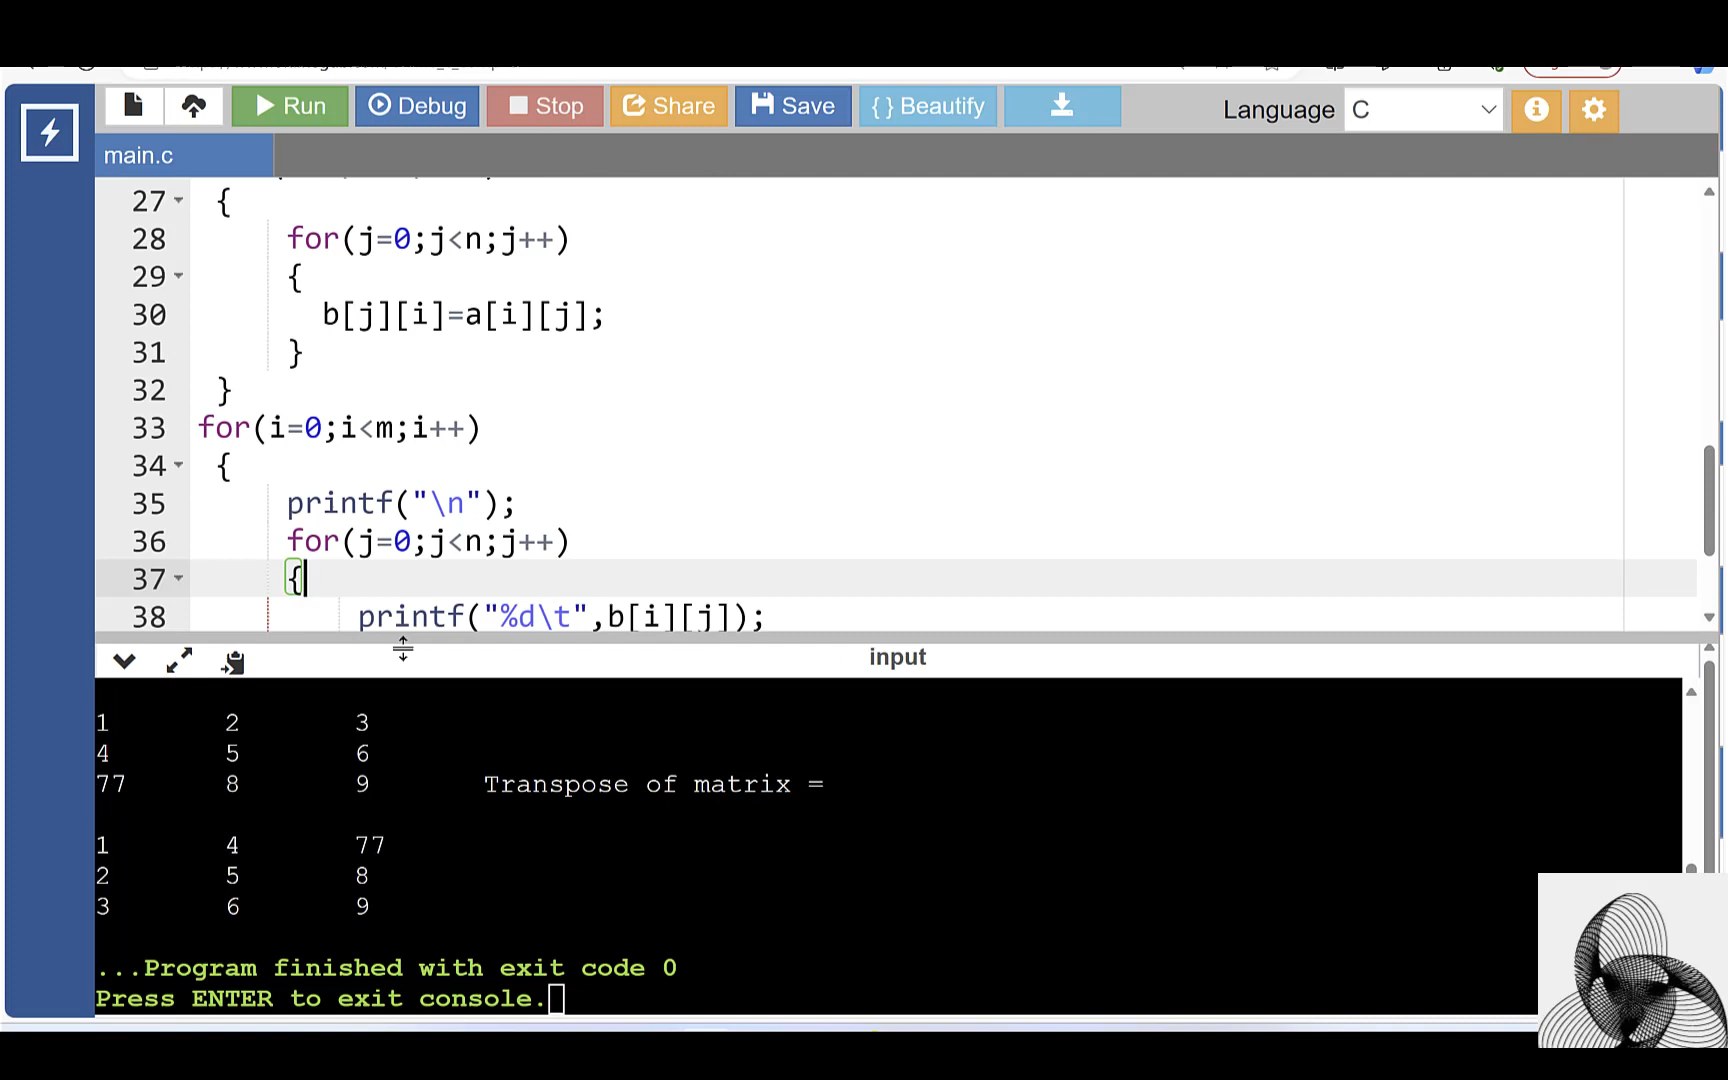 Run Debug Stop Share Save { } Beautify Language C
main.c
27 {
28 for(j=0;j<n;j++)
29 {
30 b[j][i]=a[i][j];
31 }
32 }
33 for(i=0;i<m;i++)
34 {
35 printf("\n");
36 for(j=0;j<n;j++)
37 {
38 printf("%d\t",b[i][j]);
input
1 2 3
4 5 6
77 8 9 Transpose of matrix =
1 4 77
2 5 8
3 6 9
...Program finished with exit code 0
Press ENTER to exit console.